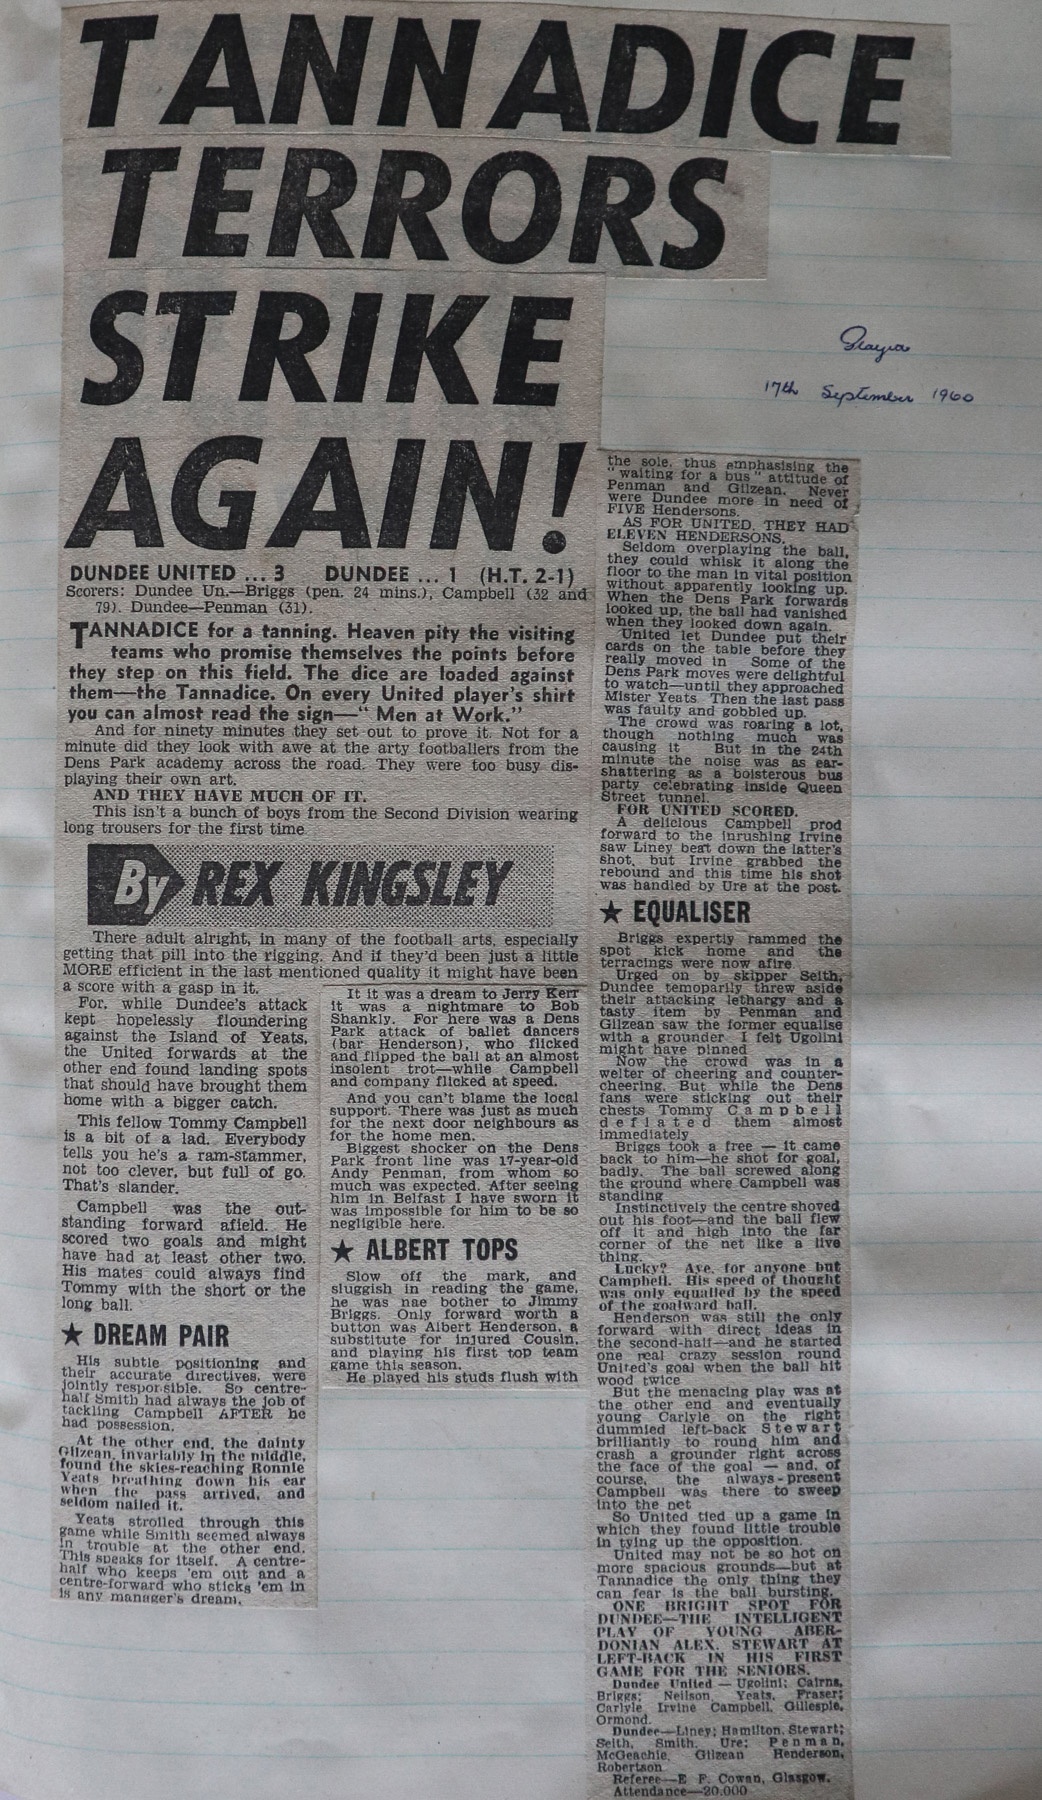 TANNADICE
TERRORS
STRIKE
AGAIN!
17th September 1960
DUNDEE UNITED ... 3 DUNDEE ... 1 (H.T. 2-1)
Scorers: Dundee Un.—Briggs (pen. 24 mins.), Campbell (32 and
79). Dundee—Penman (31).
TANNADICE for a tanning. Heaven pity the visiting
teams who promise themselves the points before
they step on this field. The dice are loaded against
them—the Tannadice. On every United player's shirt
you can almost read the sign—" Men at Work."
And for ninety minutes they set out to prove it. Not for a
minute did they look with awe at the arty footballers from the
Dens Park academy across the road. They were too busy dis-
playing their own art.
AND THEY HAVE MUCH OF IT.
This isn't a bunch of boys from the Second Division wearing
long trousers for the first time
By REX KINGSLEY
There adult alright, in many of the football arts, especially
getting that pill into the rigging. And if they'd been just a little
MORE efficient in the last mentioned quality it might have been
a score with a gasp in it.
For, while Dundee's attack
kept hopelessly floundering
against the Island of Yeats,
the United forwards at the
other end found landing spots
that should have brought them
home with a bigger catch.
This fellow Tommy Campbell
is a bit of a lad. Everybody
tells you he's a ram-stammer,
not too clever, but full of go.
That's slander.
Campbell was the out-
standing forward afield. He
scored two goals and might
have had at least other two.
His mates could always find
Tommy with the short or the
long ball.
★ DREAM PAIR
His subtle positioning and
their accurate directives, were
jointly responsible. So centre-
half Smith had always the job of
tackling Campbell AFTER he
had possession.
At the other end, the dainty
Gilzean, invariably in the middle,
found the skies-reaching Ronnie
Yeats breathing down his ear
when the pass arrived, and
seldom nailed it.
Yeats strolled through this
game while Smith seemed always
in trouble at the other end.
This speaks for itself. A centre-
half who keeps 'em out and a
centre-forward who sticks 'em in
is any manager's dream.
It it was a dream to Jerry Kerr
it was a nightmare to Bob
Shankly. For here was a Dens
Park attack of ballet dancers
(bar Henderson), who flicked
and flipped the ball at an almost
insolent trot—while Campbell
and company flicked at speed.
And you can't blame the local
support. There was just as much
for the next door neighbours as
for the home men.
Biggest shocker on the Dens
Park front line was 17-year-old
Andy Penman, from whom so
much was expected. After seeing
him in Belfast I have sworn it
was impossible for him to be so
negligible here.
★ ALBERT TOPS
Slow off the mark, and
sluggish in reading the game,
he was nae bother to Jimmy
Briggs. Only forward worth a
button was Albert Henderson, a
substitute for injured Cousin,
and playing his first top team
game this season.
He played his studs flush with
the sole, thus emphasising the
" waiting for a bus " attitude of
Penman and Gilzean. Never
were Dundee more in need of
FIVE Hendersons.
AS FOR UNITED, THEY HAD
ELEVEN HENDERSONS.
Seldom overplaying the ball,
they could whisk it along the
floor to the man in vital position
without apparently looking up.
When the Dens Park forwards
looked up, the ball had vanished
when they looked down again.
United let Dundee put their
cards on the table before they
really moved in Some of the
Dens Park moves were delightful
to watch—until they approached
Mister Yeats Then the last pass
was faulty and gobbled up.
The crowd was roaring a lot,
though nothing much was
causing it But in the 24th
minute the noise was as ear-
shattering as a boisterous bus
party celebrating inside Queen
Street tunnel.
FOR UNITED SCORED.
A delicious Campbell prod
forward to the inrushing Irvine
saw Liney beat down the latter's
shot, but Irvine grabbed the
rebound and this time his shot
was handled by Ure at the post.
★ EQUALISER
Briggs expertly rammed the
spot kick home and the
terracings were now afire
Urged on by skipper Seith,
Dundee temoparily threw aside
their attacking lethargy and a
tasty item by Penman and
Gilzean saw the former equalise
with a grounder I felt Ugolini
might have pinned
Now the crowd was in a
welter of cheering and counter-
cheering. But while the Dens
fans were sticking out their
chests Tommy Campbell
deflated them almost
immediately
Briggs took a free — it came
back to him—he shot for goal,
badly. The ball screwed along
the ground where Campbell was
standing
Instinctively the centre shoved
out his foot—and the ball flew
off it and high into the far
corner of the net like a live
thing.
Lucky? Aye, for anyone but
Campbell. His speed of thought
was only equalled by the speed
of the goalward ball.
Henderson was still the only
forward with direct ideas in
the second-half—and he started
one real crazy session round
United's goal when the ball hit
wood twice
But the menacing play was at
the other end and eventually
young Carlyle on the right
dummied left-back Stewart
brilliantly to round him and
crash a grounder right across
the face of the goal — and, of
course, the always-present
Campbell was there to sweep
into the net
So United tied up a game in
which they found little trouble
in tying up the opposition.
United may not be so hot on
more spacious grounds—but at
Tannadice the only thing they
can fear is the ball bursting.
ONE BRIGHT SPOT FOR
DUNDEE—THE INTELLIGENT
PLAY OF YOUNG ABER-
DONIAN ALEX. STEWART AT
LEFT-BACK IN HIS FIRST
GAME FOR THE SENIORS.
Dundee United — Ugolini; Cairns,
Briggs; Neilson Yeats, Fraser;
Carlyle Irvine Campbell, Gillespie,
Ormond.
Dundee—Liney; Hamilton, Stewart;
Seith, Smith, Ure; Penman,
McGeachie, Gilzean Henderson,
Robertson
Referee—E F. Cowan, Glasgow.
Attendance—20,000